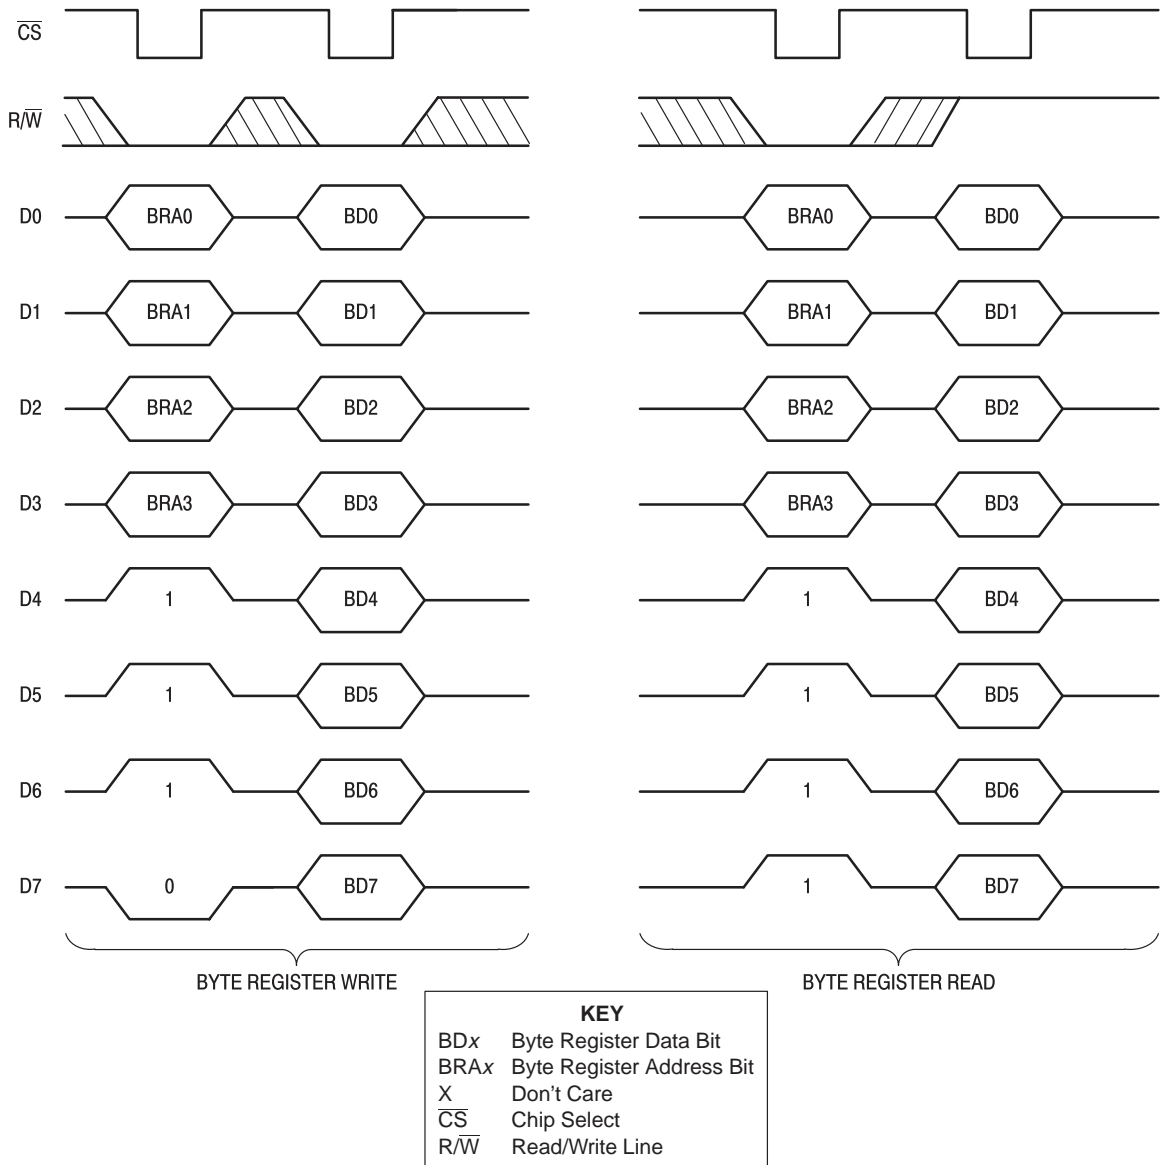 C̅S̅
R/W̅
D0 BRA0 BD0 BRA0 BD0
D1 BRA1 BD1 BRA1 BD1
D2 BRA2 BD2 BRA2 BD2
D3 BRA3 BD3 BRA3 BD3
D4 1 BD4 1 BD4
D5 1 BD5 1 BD5
D6 1 BD6 1 BD6
D7 0 BD7 1 BD7
BYTE REGISTER WRITE BYTE REGISTER READ
KEY
BDx Byte Register Data Bit
BRAx Byte Register Address Bit
X Don't Care
C̅S̅ Chip Select
R/W̅ Read/Write Line